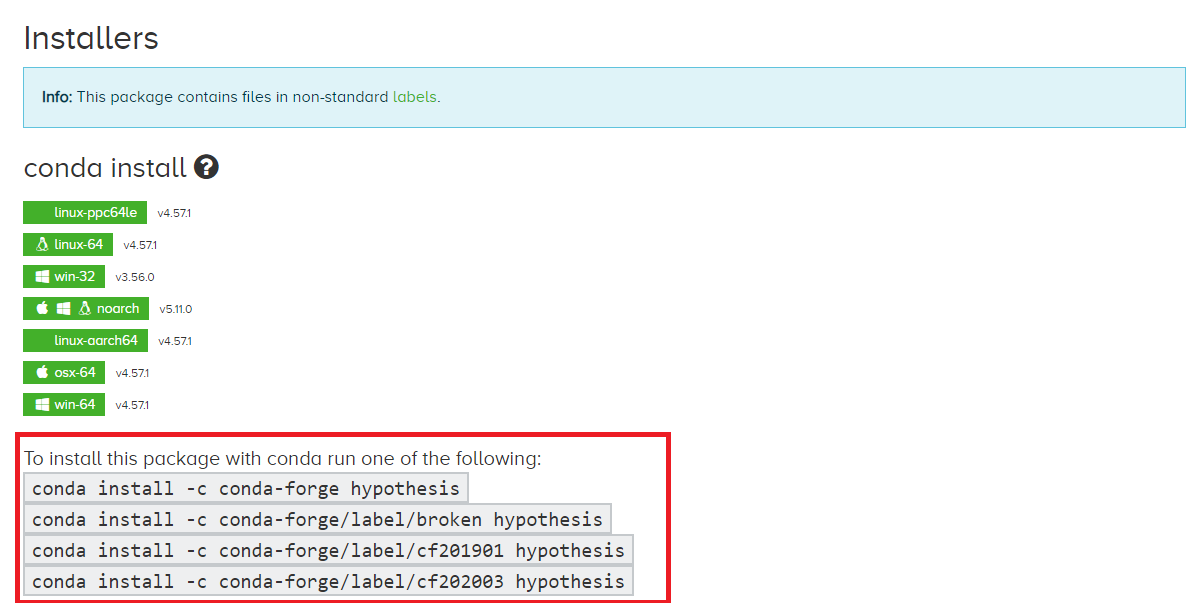 Installers
Info: This package contains files in non-standard labels.
conda install ?
linux-ppc64le v4.57.1
linux-64 v4.57.1
win-32 v3.56.0
noarch v5.11.0
linux-aarch64 v4.57.1
osx-64 v4.57.1
win-64 v4.57.1
To install this package with conda run one of the following:
conda install -c conda-forge hypothesis
conda install -c conda-forge/label/broken hypothesis
conda install -c conda-forge/label/cf201901 hypothesis
conda install -c conda-forge/label/cf202003 hypothesis